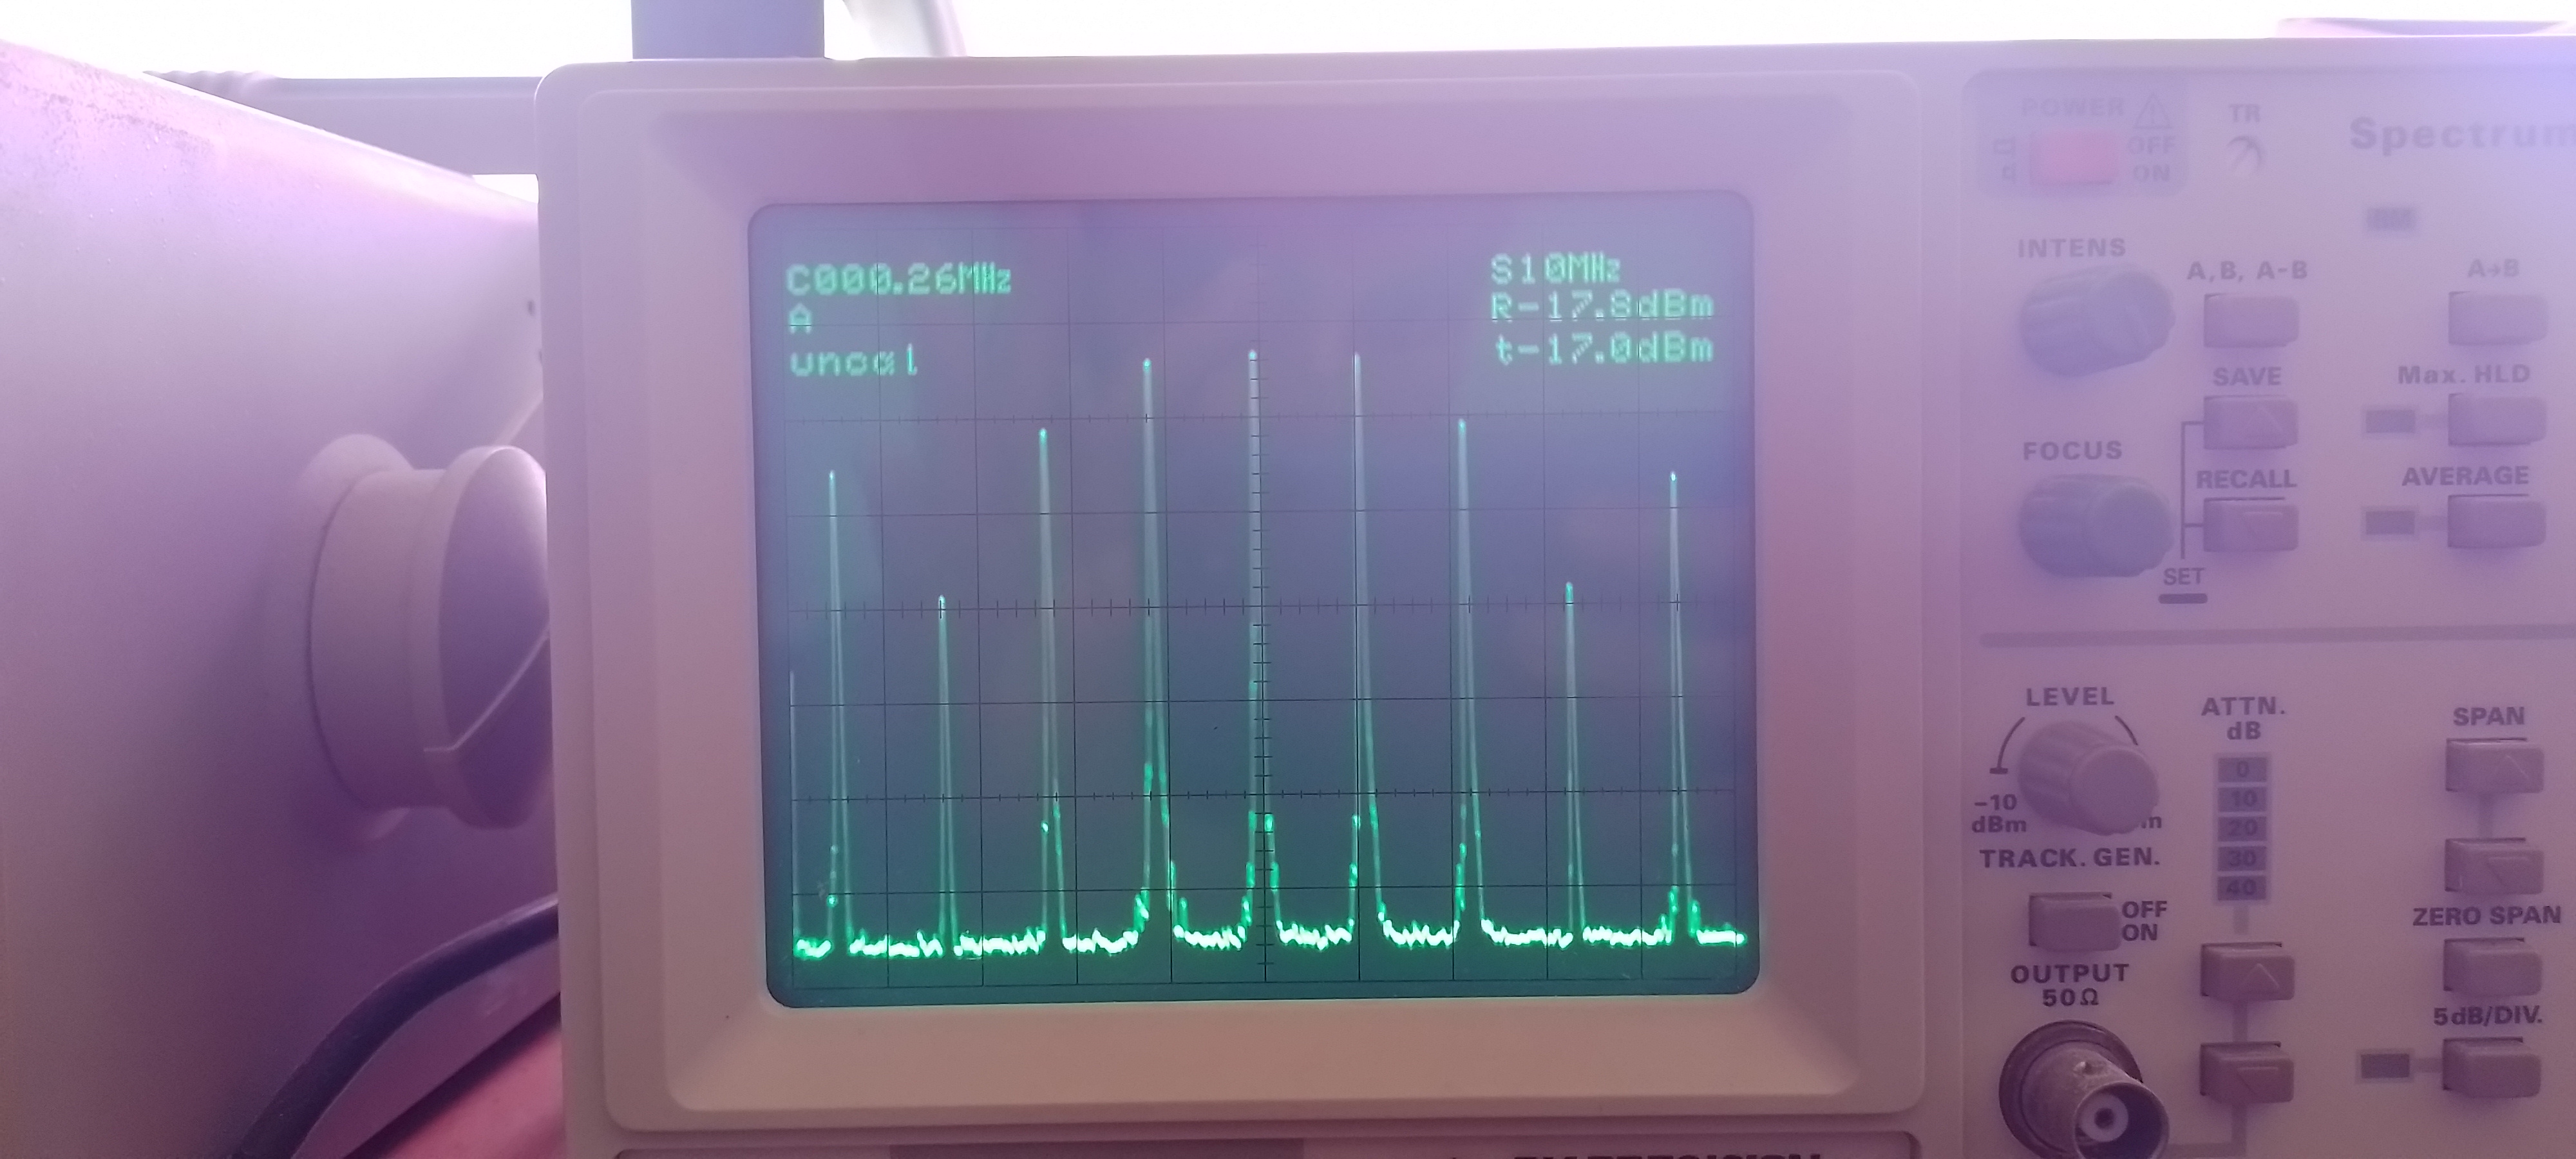 C000.26MHz
A
uncal
S10MHz
R-17.8dBm
t-17.0dBm
POWER
OFF
ON
TR
Spectrum
INTENS
A,B, A-B
A→B
SAVE
Max. HLD
FOCUS
RECALL
AVERAGE
SET
LEVEL
ATTN.
dB
SPAN
0
10
20
30
40
-10
dBm
TRACK. GEN.
OFF
ON
ZERO SPAN
OUTPUT
50Ω
5dB/DIV.